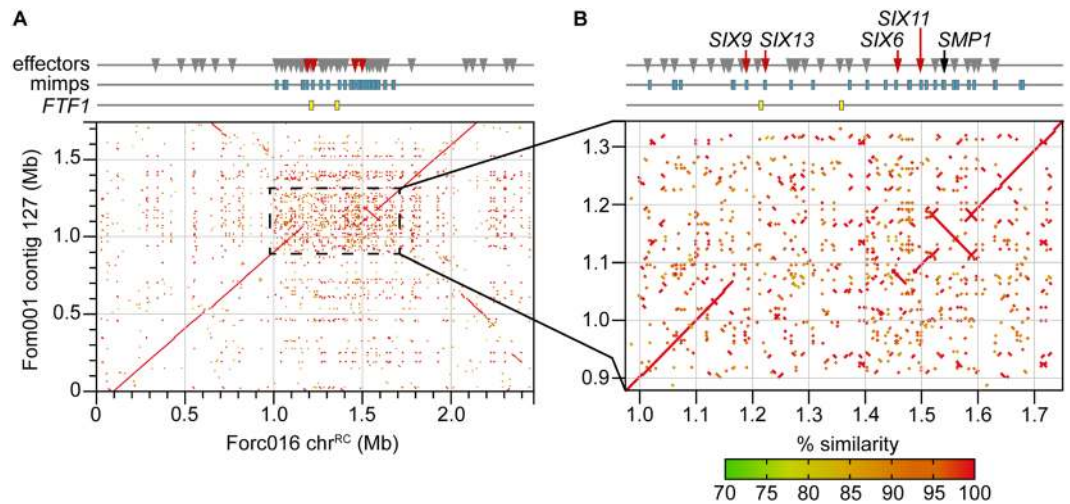 A
effectors
mimps
FTF1
1.5
1.0
0.5
0
Fom001 contig 127 (Mb)
0 0.5 1.0 1.5 2.0
Forc016 chrᴿᶜ (Mb)
B
SIX11
SIX9 SIX13 SIX6 SMP1
1.3
1.2
1.1
1.0
0.9
1.0 1.1 1.2 1.3 1.4 1.5 1.6 1.7
% similarity
70 75 80 85 90 95 100